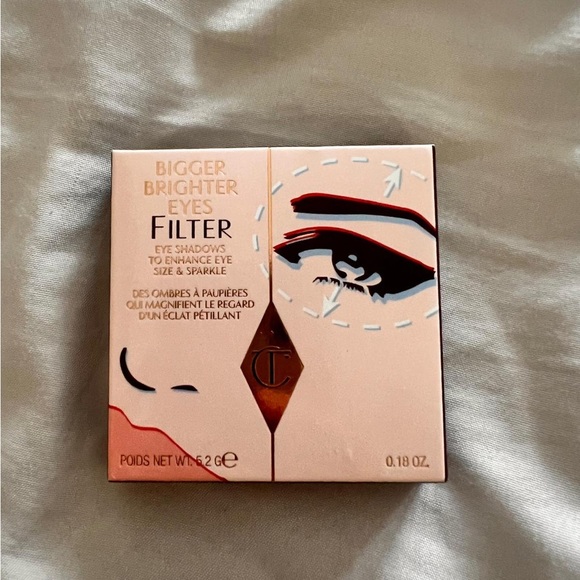 BIGGER
BRIGHTER
EYES
FILTER
EYE SHADOWS
TO ENHANCE EYE
SIZE & SPARKLE
DES OMBRES À PAUPIÈRES
QUI MAGNIFIENT LE REGARD
D'UN ÉCLAT PÉTILLANT
CT
POIDS NET WT. 5.2 G℮
0.18 OZ.